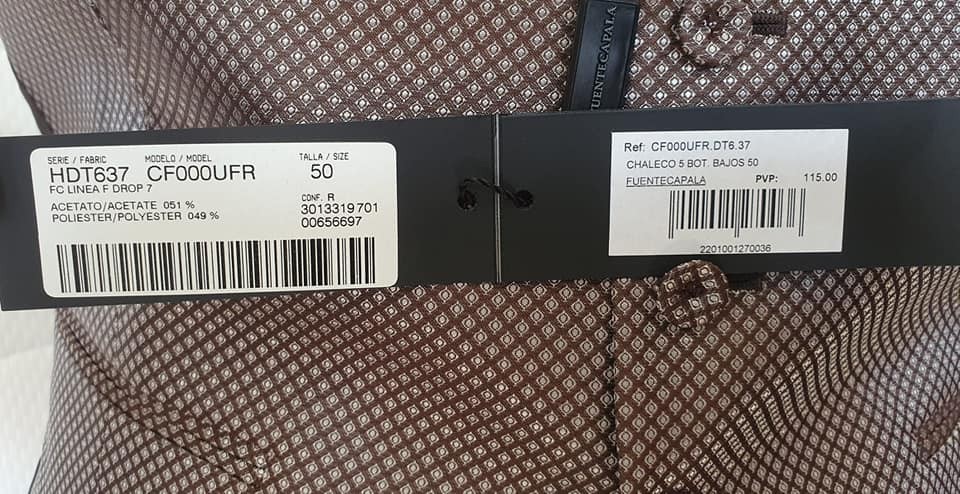 UENTECAPALA
SERIE / FABRIC MODELO / MODEL TALLA / SIZE
HDT637 CF000UFR 50
FC LINEA F DROP 7
CONF. R
ACETATO/ACETATE 051 % 3013319701
POLIESTER/POLYESTER 049 % 00656697
Ref: CF000UFR.DT6.37
CHALECO 5 BOT. BAJOS 50
FUENTECAPALA PVP: 115.00
2201001270036